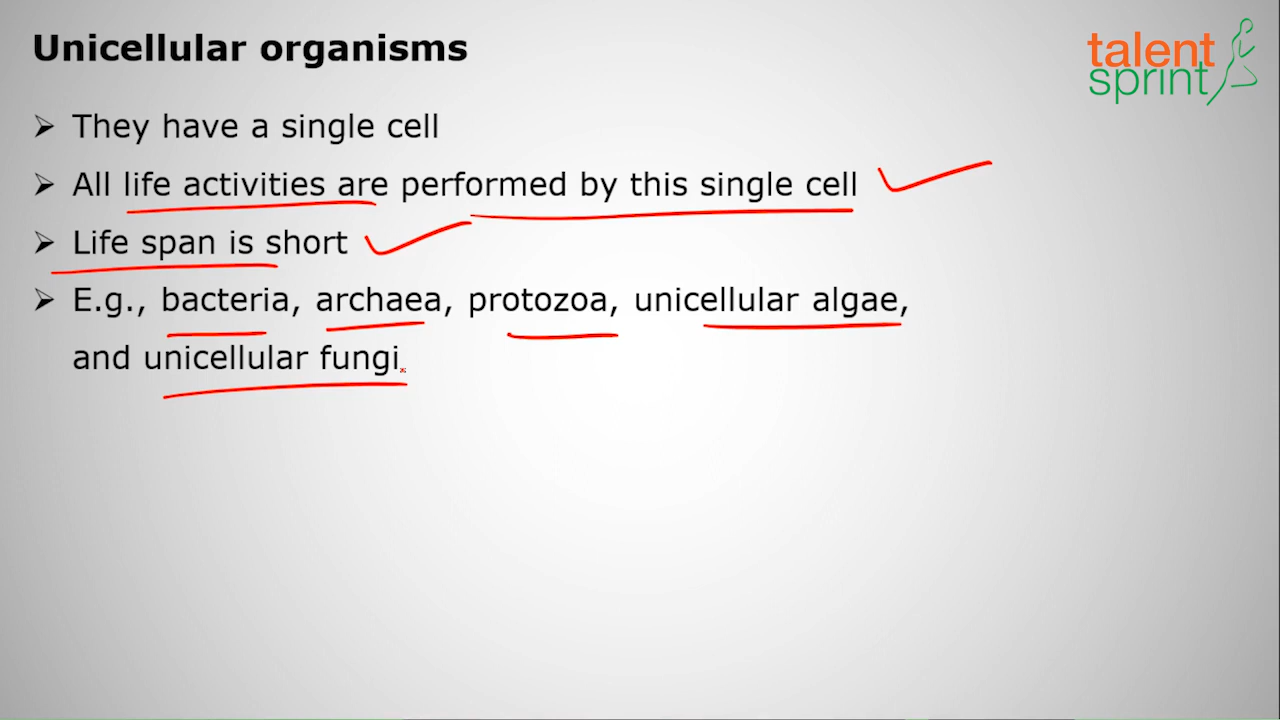 Unicellular organisms
talent
sprint
➢ They have a single cell
➢ All life activities are performed by this single cell
➢ Life span is short
➢ E.g., bacteria, archaea, protozoa, unicellular algae,
and unicellular fungi.